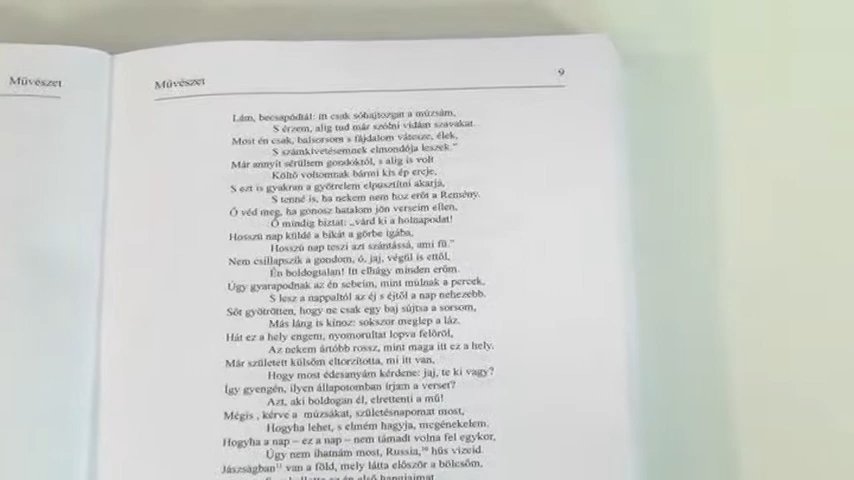 Művészet
Művészet
9
Lám, becsapódtál: itt csak sóhajtozgat a múzsám,
S érzem, alig tud már szólni vidám szavakat.
Most én csak, balsorsom s fájdalom vátesze, élek,
S számkivetésemnek elmondója leszek."
Már annyit sérültem gondoktól, s alig is volt
Költő voltomnak bármi kis ép ereje,
S ezt is gyakran a gyötrelem elpusztítni akarja,
S tenné is, ha nekem nem hoz erőt a Remény.
Ő véd meg, ha gonosz hatalom jön verseim ellen,
Ő mindig biztat: „várd ki a holnapodat!
Hosszú nap küldé a bikát a görbe igába,
Hosszú nap teszi azt szántássá, ami fű."
Nem csillapszik a gondom, ó, jaj, végül is ettől,
Én boldogtalan! Itt elhágy minden erőm.
Úgy gyarapodnak az én sebeim, mint múlnak a percek,
S lesz a nappaltól az éj s éjtől a nap nehezebb.
Sőt gyötrőtten, hogy ne csak egy baj sújtsa a sorsom,
Más láng is kínoz: sokszor meglep a láz.
Hát ez a hely engem, nyomorultat lopva felőröl,
Az nekem ártóbb rossz, mint maga itt ez a hely.
Már született külsőm eltorzította, mi itt van,
Hogy most édesanyám kérdene: jaj, te ki vagy?
Így gyengén, ilyen állapotomban írjam a verset?
Azt, aki boldogan él, elrettenti a mű!
Mégis , kérve a múzsákat, születésnapomat most,
Hogyha lehet, s elmém hagyja, megénekelem.
Hogyha a nap – ez a nap – nem támadt volna fel egykor,
Úgy nem ihatnám most, Russia,¹⁰ hűs vizeid.
Jászságban¹¹ van a föld, mely látta először a bölcsőm,